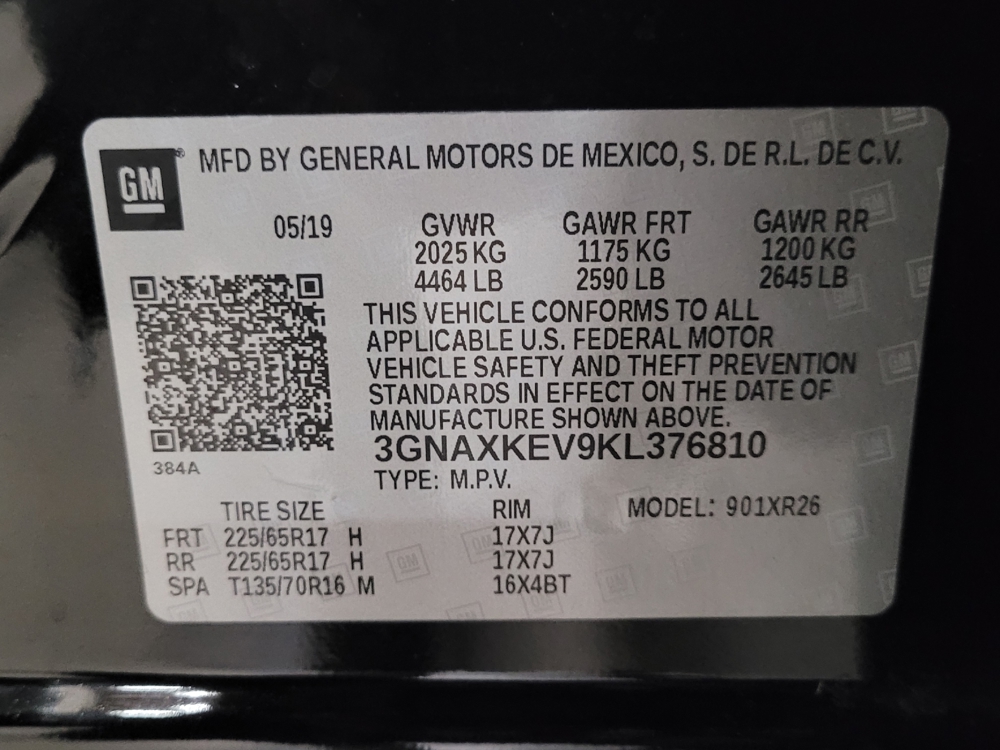 GM
MFD BY GENERAL MOTORS DE MEXICO, S. DE R.L. DE C.V.
05/19 GVWR GAWR FRT GAWR RR
2025 KG 1175 KG 1200 KG
4464 LB 2590 LB 2645 LB
THIS VEHICLE CONFORMS TO ALL
APPLICABLE U.S. FEDERAL MOTOR
VEHICLE SAFETY AND THEFT PREVENTION
STANDARDS IN EFFECT ON THE DATE OF
MANUFACTURE SHOWN ABOVE.
3GNAXKEV9KL376810
384A
TYPE: M.P.V.
TIRE SIZE RIM MODEL: 901XR26
FRT 225/65R17 H 17X7J
RR 225/65R17 H 17X7J
SPA T135/70R16 M 16X4BT